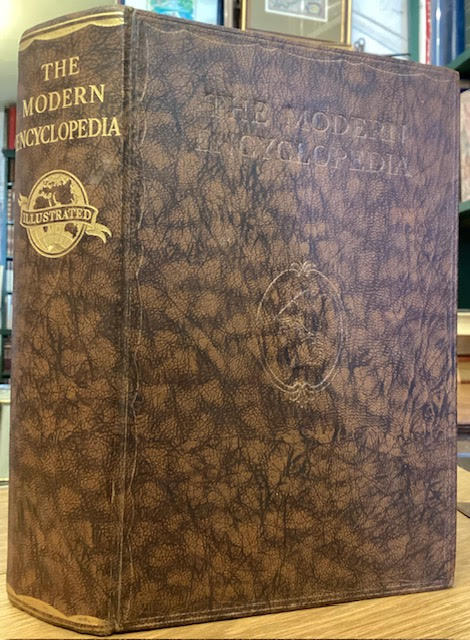 THE
MODERN
ENCYCLOPEDIA
ILLUSTRATED
THE MODERN
ENCYCLOPEDIA